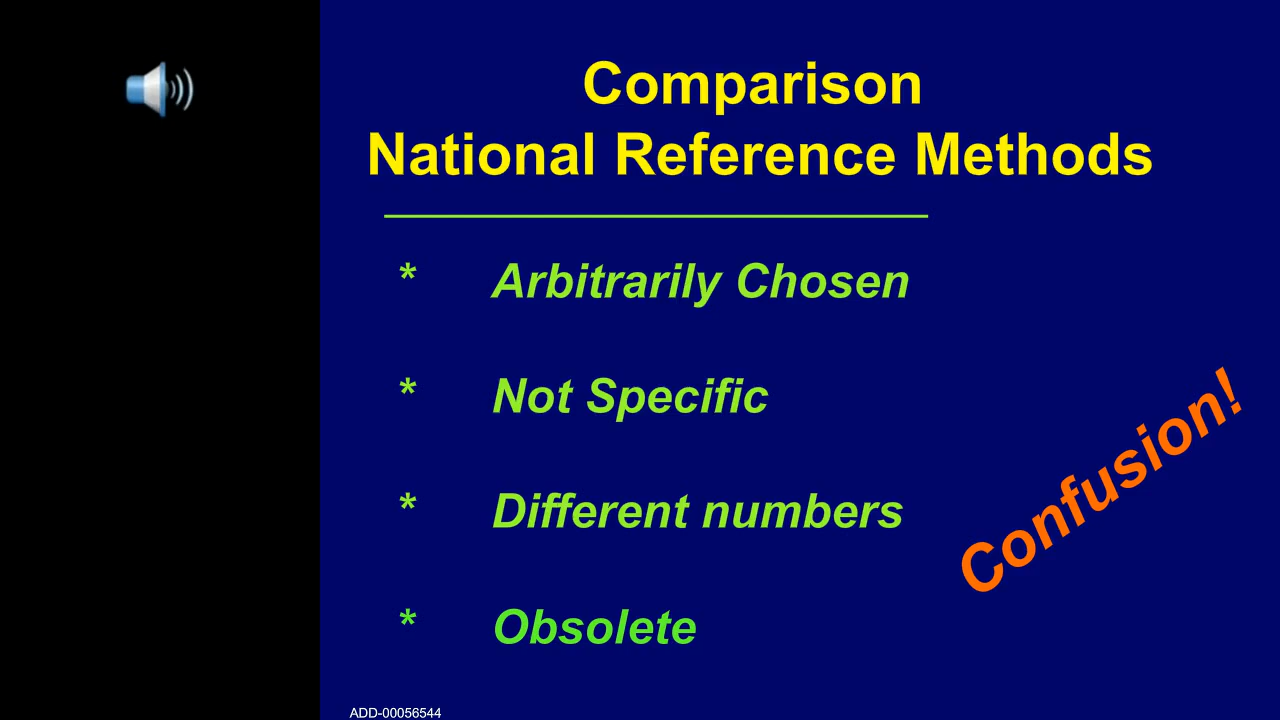 Comparison
National Reference Methods
* Arbitrarily Chosen
* Not Specific
* Different numbers
Confusion!
* Obsolete
ADD-00056544